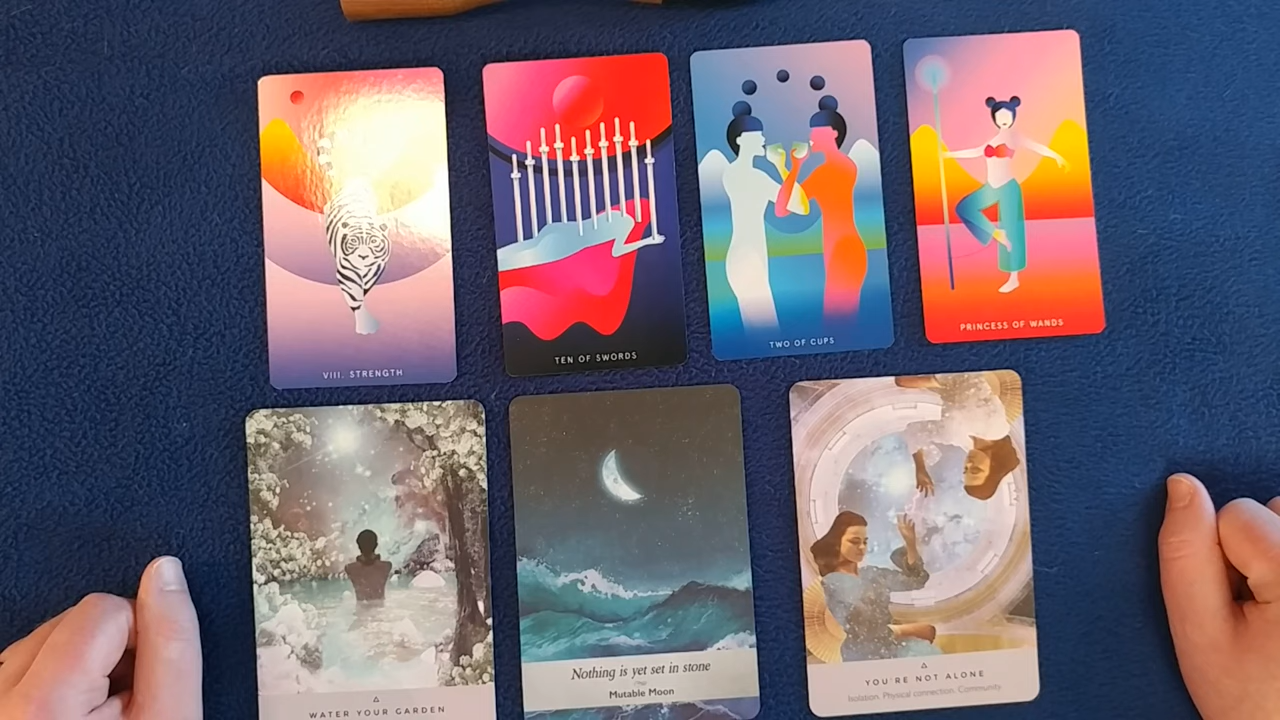 VIII. STRENGTH
TEN OF SWORDS
TWO OF CUPS
PRINCESS OF WANDS
WATER YOUR GARDEN
Nothing is yet set in stone
Mutable Moon
YOU'RE NOT ALONE
Isolation. Physical connection. Community.